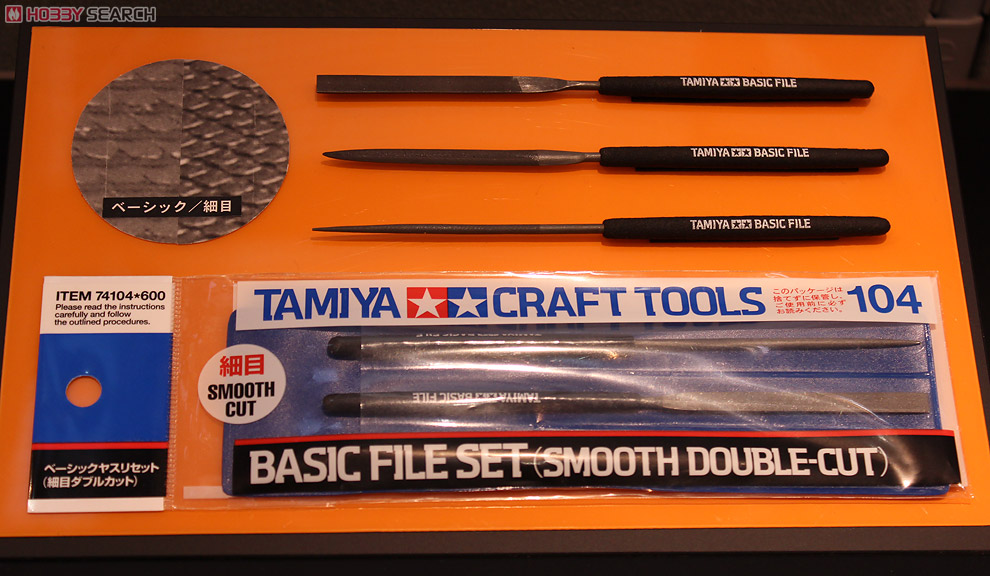 HOBBY SEARCH
ベーシック／細目
TAMIYA BASIC FILE
TAMIYA BASIC FILE
TAMIYA BASIC FILE
ITEM 74104★600
Please read the instructions
carefully and follow
the outlined procedures.
TAMIYA CRAFT TOOLS
このパッケージは
捨てずに保管し、
ご使用前に必ず
お読みください。
104
細目
SMOOTH
CUT
TAMIYA BASIC FILE
ベーシックヤスリセット
(細目ダブルカット)
BASIC FILE SET (SMOOTH DOUBLE-CUT)